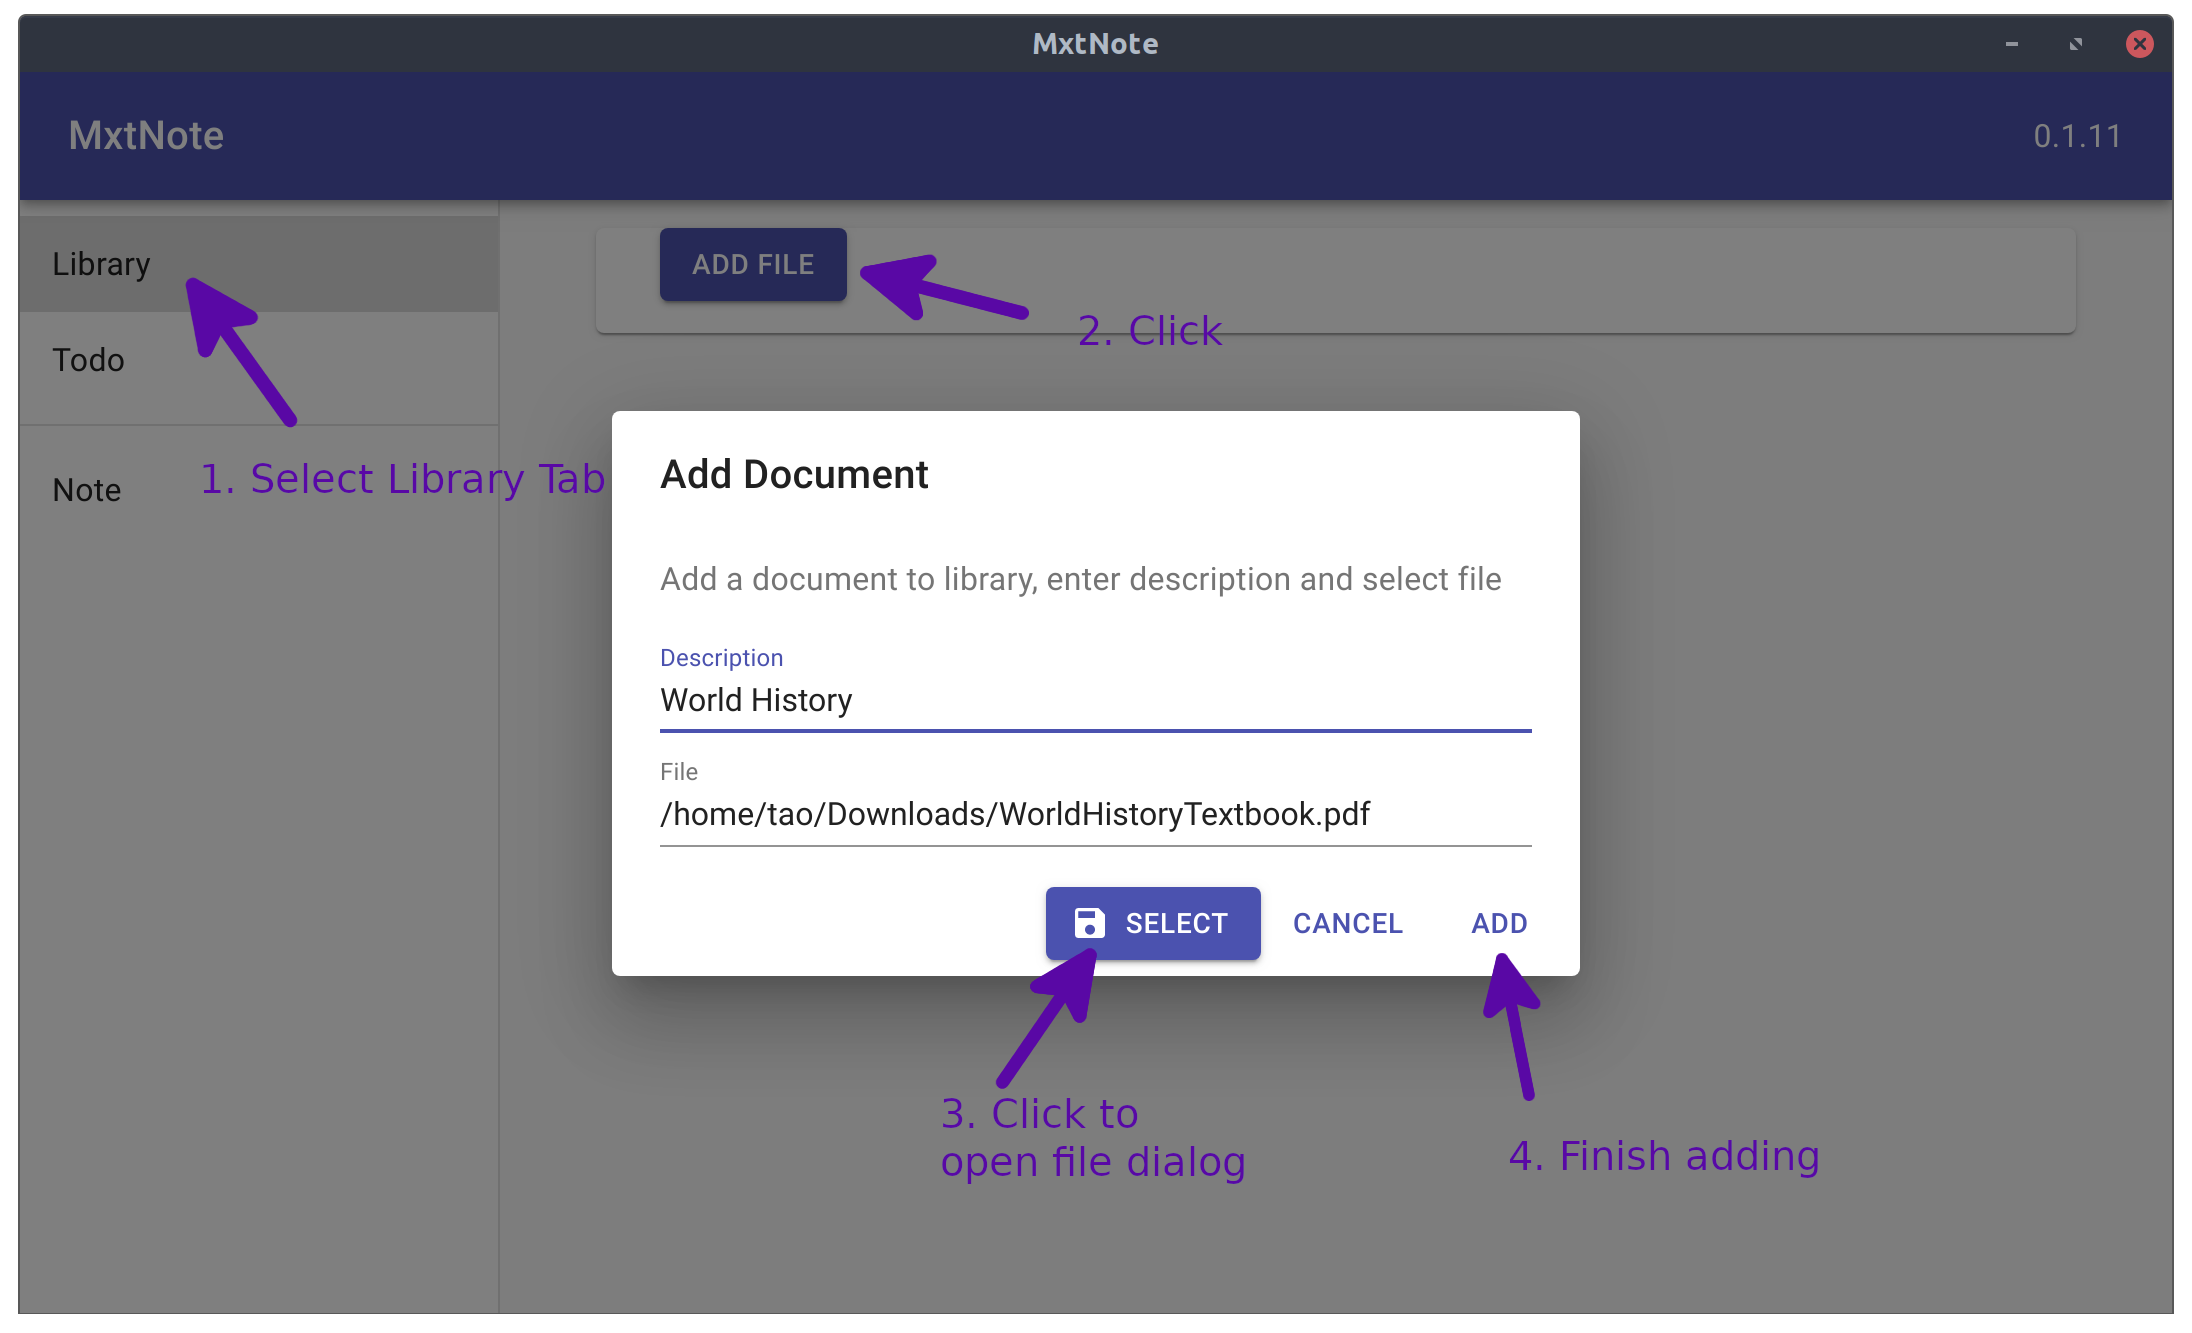 MxtNote
MxtNote
0.1.11
Library
ADD FILE
2. Click
Todo
1. Select Library Tab
Note
Add Document
Add a document to library, enter description and select file
Description
World History
File
/home/tao/Downloads/WorldHistoryTextbook.pdf
SELECT
CANCEL
ADD
3. Click to
open file dialog
4. Finish adding